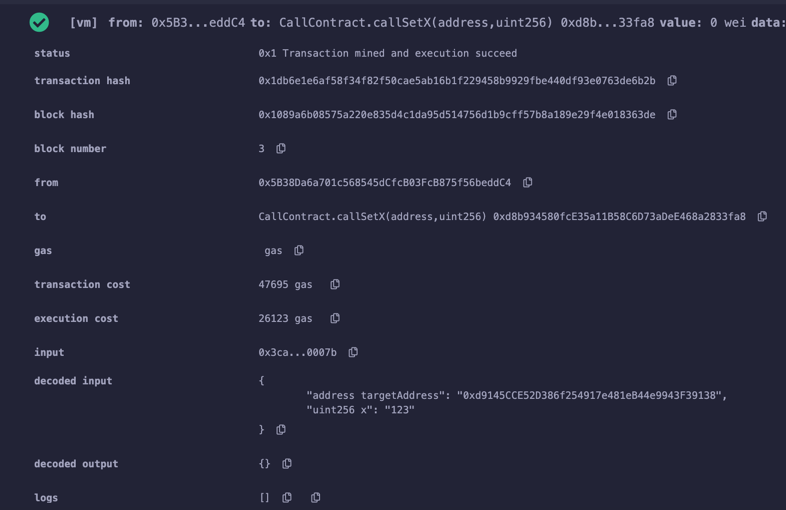 [vm] from: 0x5B3...eddC4 to: CallContract.callSetX(address,uint256) 0xd8b...33fa8 value: 0 wei data:
status 0x1 Transaction mined and execution succeed
transaction hash 0x1db6e1e6af58f34f82f50cae5ab16b1f229458b9929fbe440df93e0763de6b2b
block hash 0x1089a6b08575a220e835d4c1da95d514756d1b9cff57b8a189e29f4e018363de
block number 3
from 0x5B38Da6a701c568545dCfcB03FcB875f56beddC4
to CallContract.callSetX(address,uint256) 0xd8b934580fcE35a11B58C6D73aDeE468a2833fa8
gas gas
transaction cost 47695 gas
execution cost 26123 gas
input 0x3ca...0007b
decoded input {
"address targetAddress": "0xd9145CCE52D386f254917e481eB44e9943F39138",
"uint256 x": "123"
}
decoded output {}
logs []